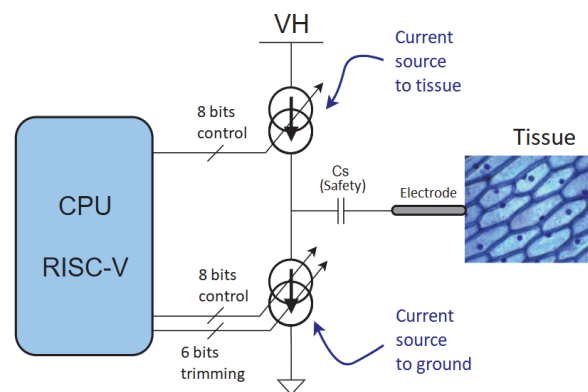 VH
Current
source
to tissue
8 bits
control
Tissue
Cs
(Safety)
Electrode
CPU
RISC-V
8 bits
control
6 bits
trimming
Current
source
to ground